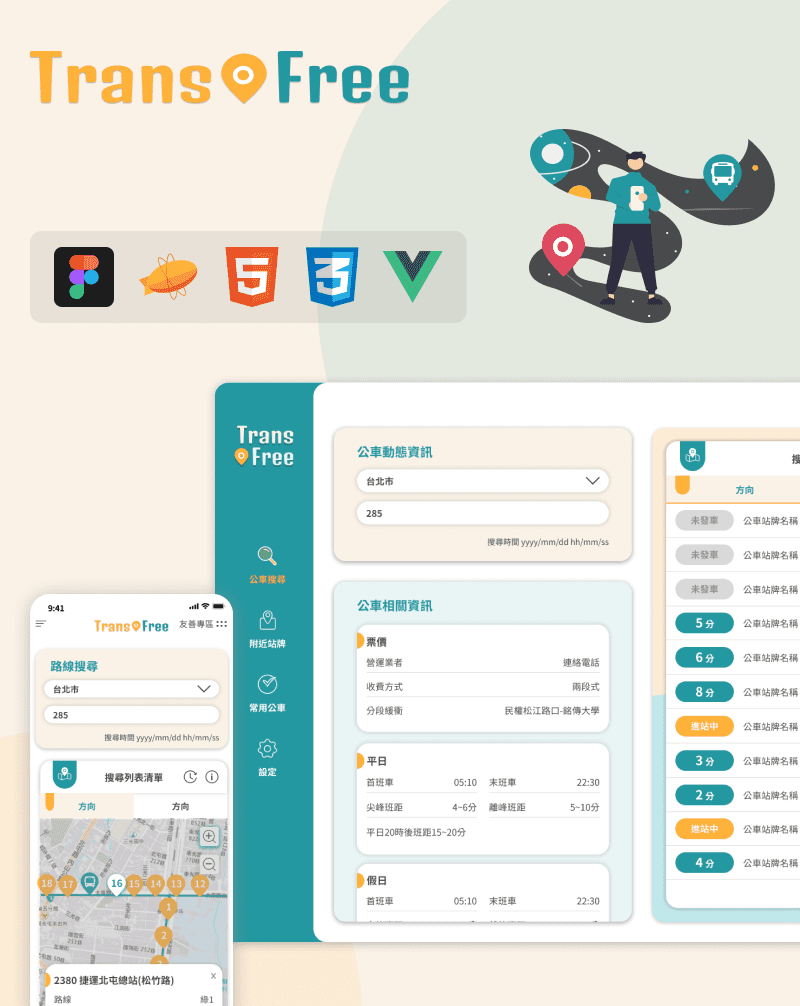 Trans Free
Trans
Free
公車搜尋
附近站牌
常用公車
設定
公車動態資訊
台北市
285
搜尋時間 yyyy/mm/dd hh/mm/ss
公車相關資訊
票價
營運業者 連絡電話
收費方式 兩段式
分段緩衝 民權松江路口-銘傳大學
平日
首班車 05:10 末班車 22:30
尖峰班距 4~6分 離峰班距 5~10分
平日20時後班距15~20分
假日
首班車 05:10 末班車 22:30
搜
方向
未發車 公車站牌名稱
未發車 公車站牌名稱
未發車 公車站牌名稱
5 分 公車站牌名稱
6 分 公車站牌名稱
8 分 公車站牌名稱
進站中 公車站牌名稱
3 分 公車站牌名稱
2 分 公車站牌名稱
進站中 公車站牌名稱
4 分 公車站牌名稱
9:41
Trans Free 友善專區
路線搜尋
台北市
285
搜尋時間 yyyy/mm/dd hh/mm/ss
搜尋列表清單
方向 方向
18 17 16 15 14 13 12
1
2
2380 捷運北屯總站(松竹路) x
路線 綠1